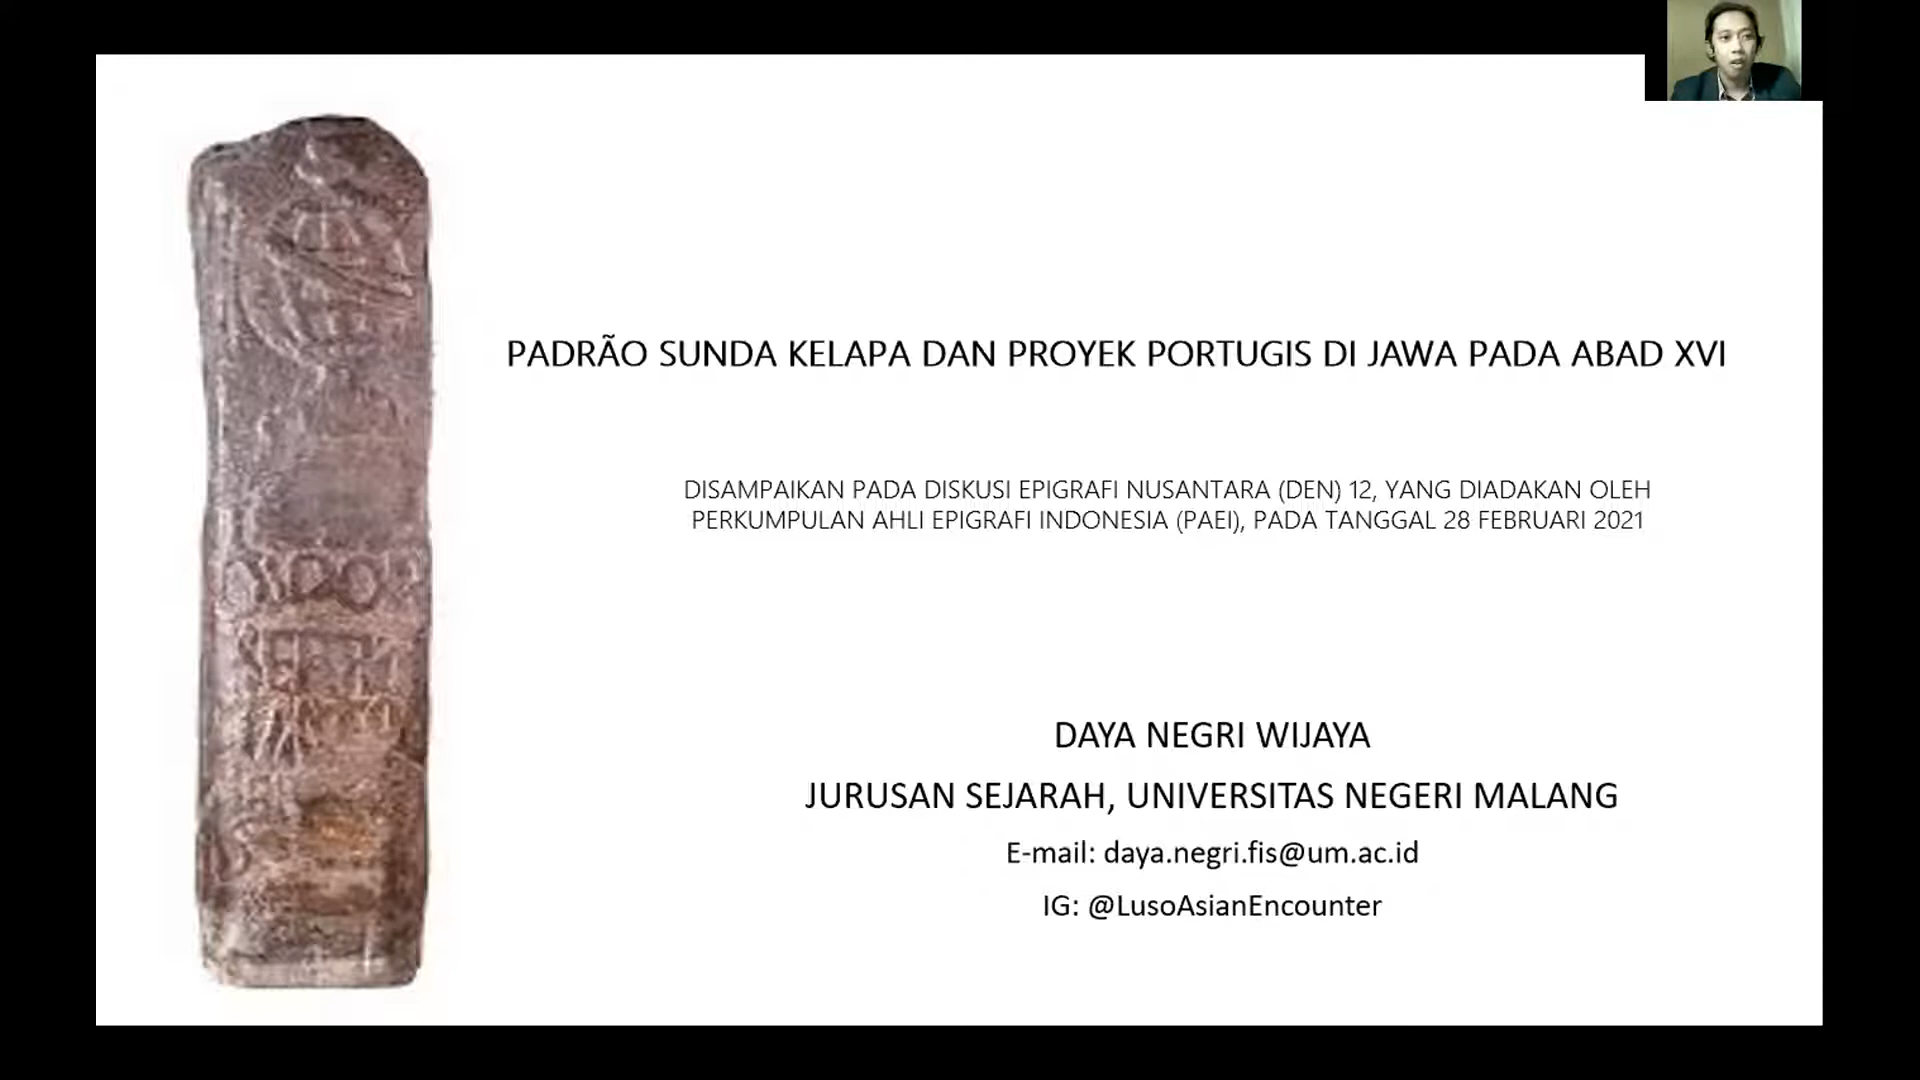 PADRÃO SUNDA KELAPA DAN PROYEK PORTUGIS DI JAWA PADA ABAD XVI
DISAMPAIKAN PADA DISKUSI EPIGRAFI NUSANTARA (DEN) 12, YANG DIADAKAN OLEH
PERKUMPULAN AHLI EPIGRAFI INDONESIA (PAEI), PADA TANGGAL 28 FEBRUARI 2021
DAYA NEGRI WIJAYA
JURUSAN SEJARAH, UNIVERSITAS NEGERI MALANG
E-mail: daya.negri.fis@um.ac.id
IG: @LusoAsianEncounter